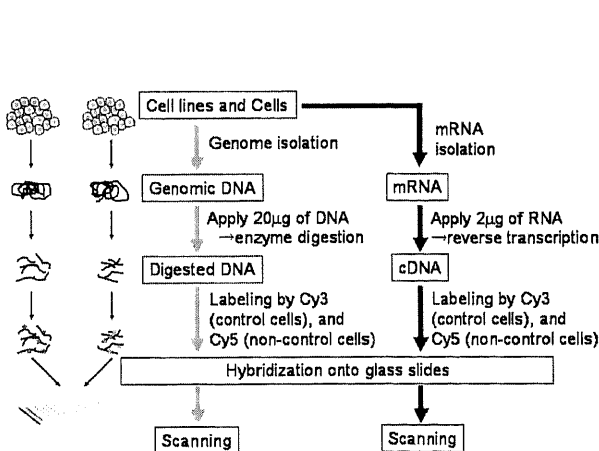 Cell lines and Cells
Genome isolation
mRNA
isolation
Genomic DNA
mRNA
Apply 20µg of DNA
→enzyme digestion
Apply 2µg of RNA
→reverse transcription
Digested DNA
cDNA
Labeling by Cy3
(control cells), and
Cy5 (non-control cells)
Labeling by Cy3
(control cells), and
Cy5 (non-control cells)
Hybridization onto glass slides
Scanning
Scanning